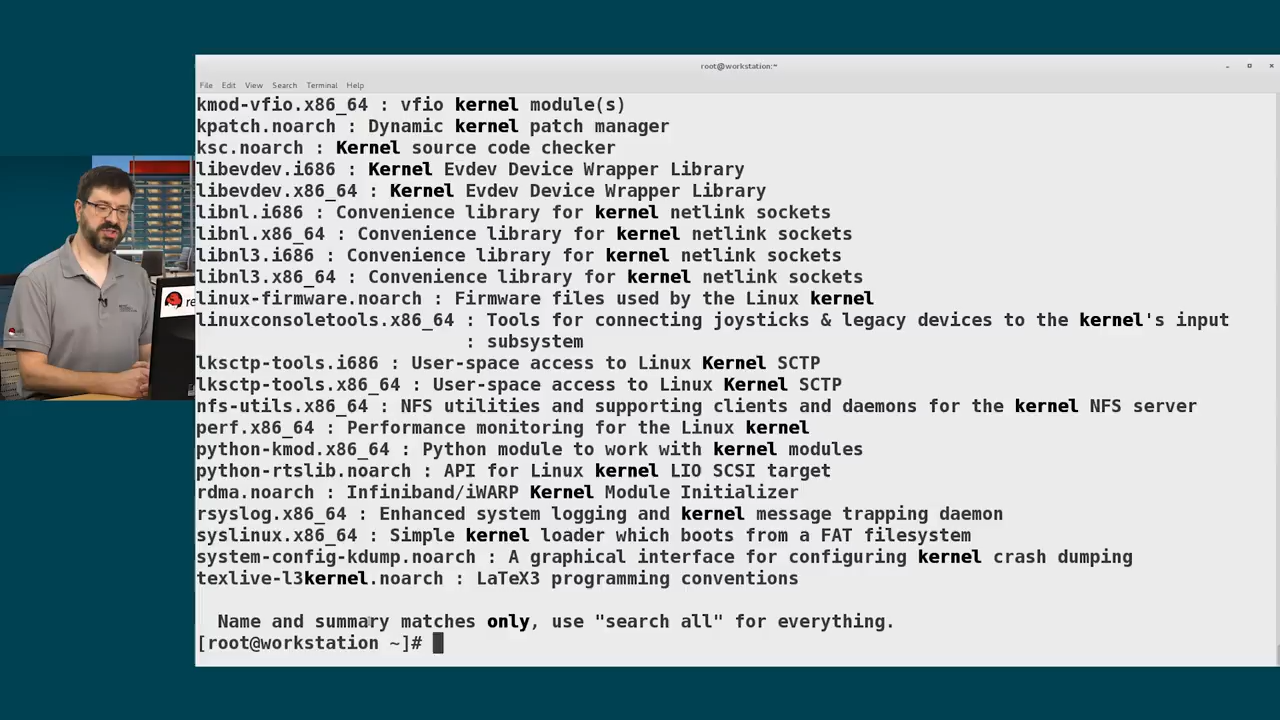 root@workstation:~
File Edit View Search Terminal Help
kmod-vfio.x86_64 : vfio kernel module(s)
kpatch.noarch : Dynamic kernel patch manager
ksc.noarch : Kernel source code checker
libevdev.i686 : Kernel Evdev Device Wrapper Library
libevdev.x86_64 : Kernel Evdev Device Wrapper Library
libnl.i686 : Convenience library for kernel netlink sockets
libnl.x86_64 : Convenience library for kernel netlink sockets
libnl3.i686 : Convenience library for kernel netlink sockets
libnl3.x86_64 : Convenience library for kernel netlink sockets
linux-firmware.noarch : Firmware files used by the Linux kernel
linuxconsoletools.x86_64 : Tools for connecting joysticks & legacy devices to the kernel's input
: subsystem
lksctp-tools.i686 : User-space access to Linux Kernel SCTP
lksctp-tools.x86_64 : User-space access to Linux Kernel SCTP
nfs-utils.x86_64 : NFS utilities and supporting clients and daemons for the kernel NFS server
perf.x86_64 : Performance monitoring for the Linux kernel
python-kmod.x86_64 : Python module to work with kernel modules
python-rtslib.noarch : API for Linux kernel LIO SCSI target
rdma.noarch : Infiniband/iWARP Kernel Module Initializer
rsyslog.x86_64 : Enhanced system logging and kernel message trapping daemon
syslinux.x86_64 : Simple kernel loader which boots from a FAT filesystem
system-config-kdump.noarch : A graphical interface for configuring kernel crash dumping
texlive-l3kernel.noarch : LaTeX3 programming conventions
Name and summary matches only, use "search all" for everything.
[root@workstation ~]#
re